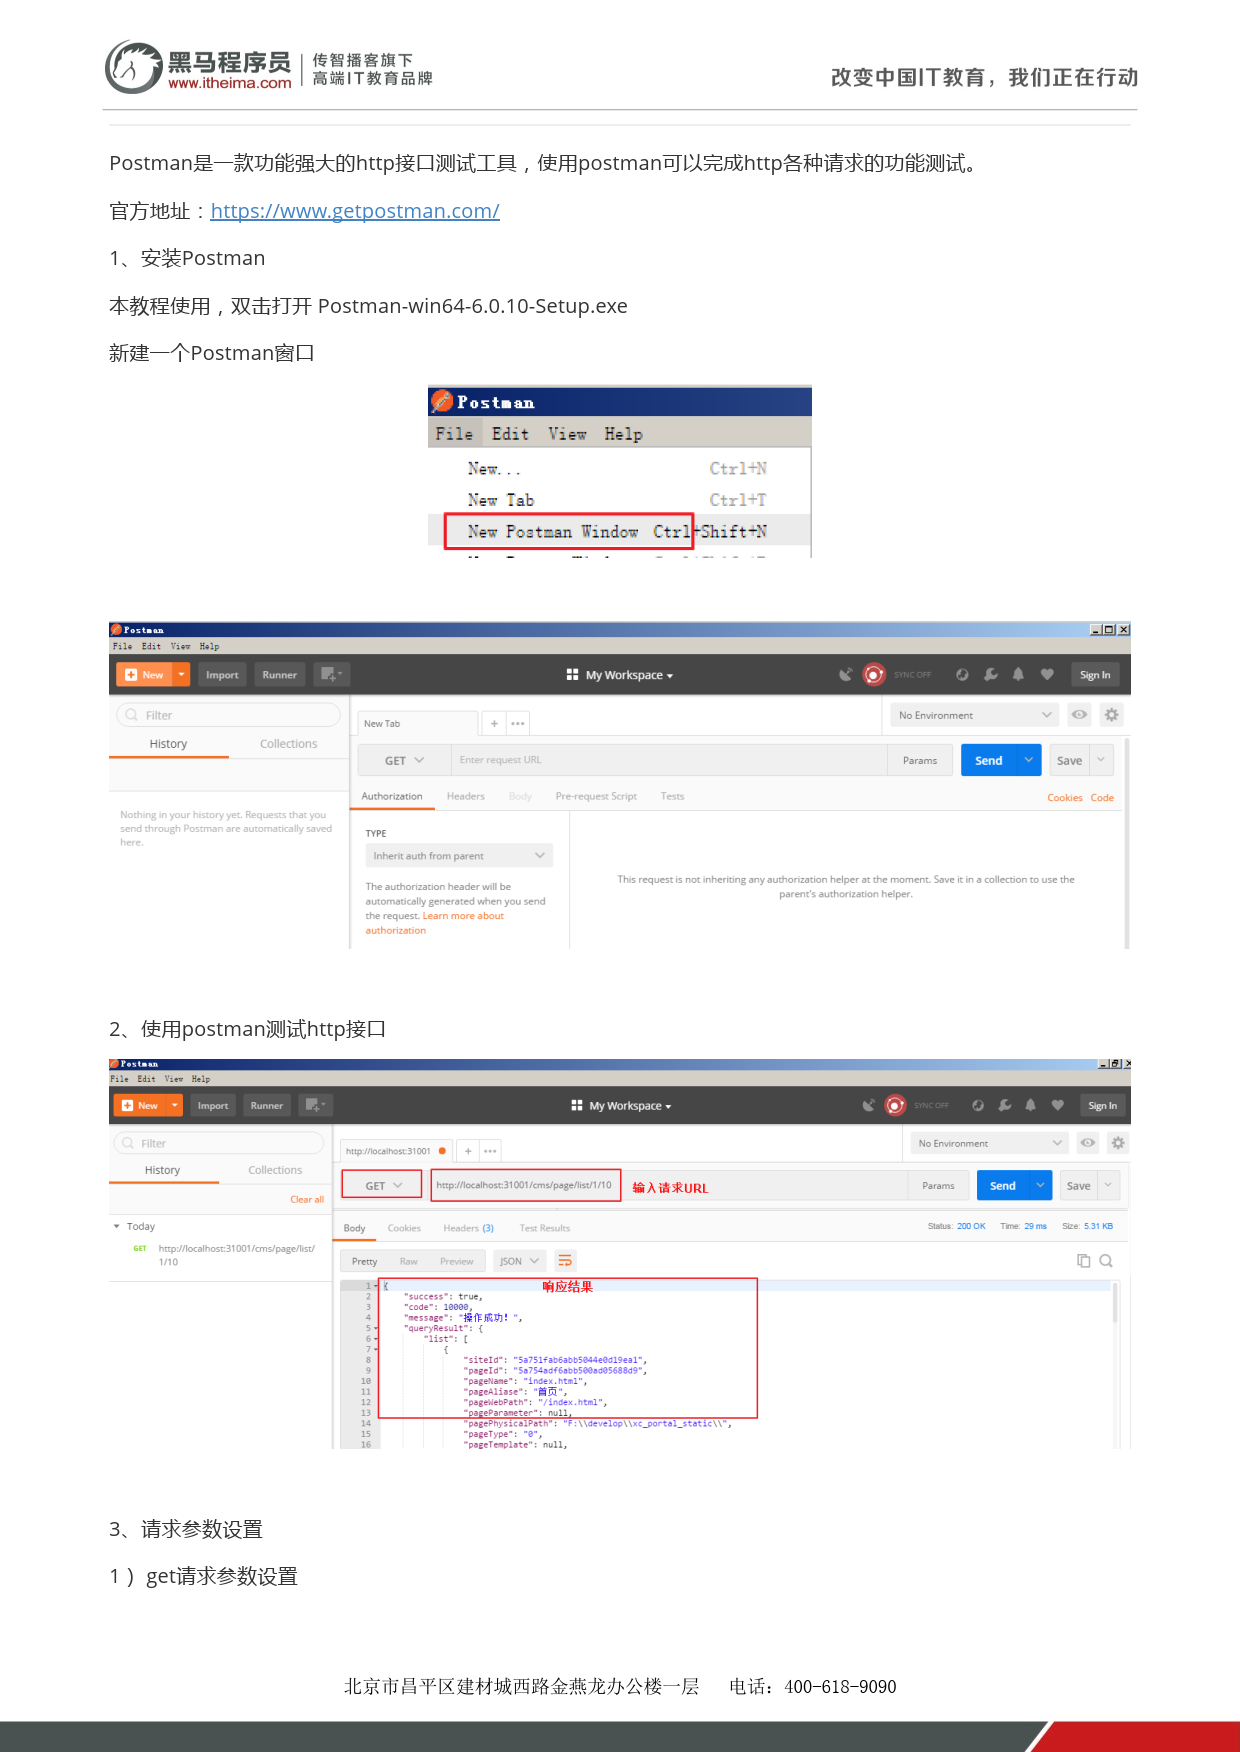 黑马程序员
www.itheima.com
传智播客旗下
高端IT教育品牌
改变中国IT教育，我们正在行动
Postman是一款功能强大的http接口测试工具，使用postman可以完成http各种请求的功能测试。
官方地址：https://www.getpostman.com/
1、安装Postman
本教程使用，双击打开 Postman-win64-6.0.10-Setup.exe
新建一个Postman窗口
Postman
File Edit View Help
New... Ctrl+N
New Tab Ctrl+T
New Postman Window Ctrl+Shift+N
Postman
File Edit View Help
New Import Runner My Workspace SYNC OFF Sign In
Filter
New Tab No Environment
History Collections
GET Enter request URL Params Send Save
Authorization Headers Body Pre-request Script Tests Cookies Code
Nothing in your history yet. Requests that you
send through Postman are automatically saved
here.
TYPE
Inherit auth from parent
The authorization header will be
automatically generated when you send
the request. Learn more about
authorization
This request is not inheriting any authorization helper at the moment. Save it in a collection to use the
parent's authorization helper.
2、使用postman测试http接口
Postman
File Edit View Help
New Import Runner My Workspace SYNC OFF Sign In
Filter
http://localhost:31001 No Environment
History Collections
GET http://localhost:31001/cms/page/list/1/10 输入请求URL Params Send Save
Clear all
Today
GET http://localhost:31001/cms/page/list/
1/10
Body Cookies Headers (3) Test Results Status: 200 OK Time: 29 ms Size: 5.31 KB
Pretty Raw Preview JSON
响应结果
1 {
2 "success": true,
3 "code": 10000,
4 "message": "操作成功！",
5 "queryResult": {
6 "list": [
7 {
8 "siteId": "5a751fab6abb5044e0d19ea1",
9 "pageId": "5a754adf6abb500ad05688d9",
10 "pageName": "index.html",
11 "pageAliase": "首页",
12 "pageWebPath": "/index.html",
13 "pageParameter": null,
14 "pagePhysicalPath": "F:\\develop\\xc_portal_static\\",
15 "pageType": "0",
16 "pageTemplate": null,
3、请求参数设置
1） get请求参数设置
北京市昌平区建材城西路金燕龙办公楼一层 电话：400-618-9090